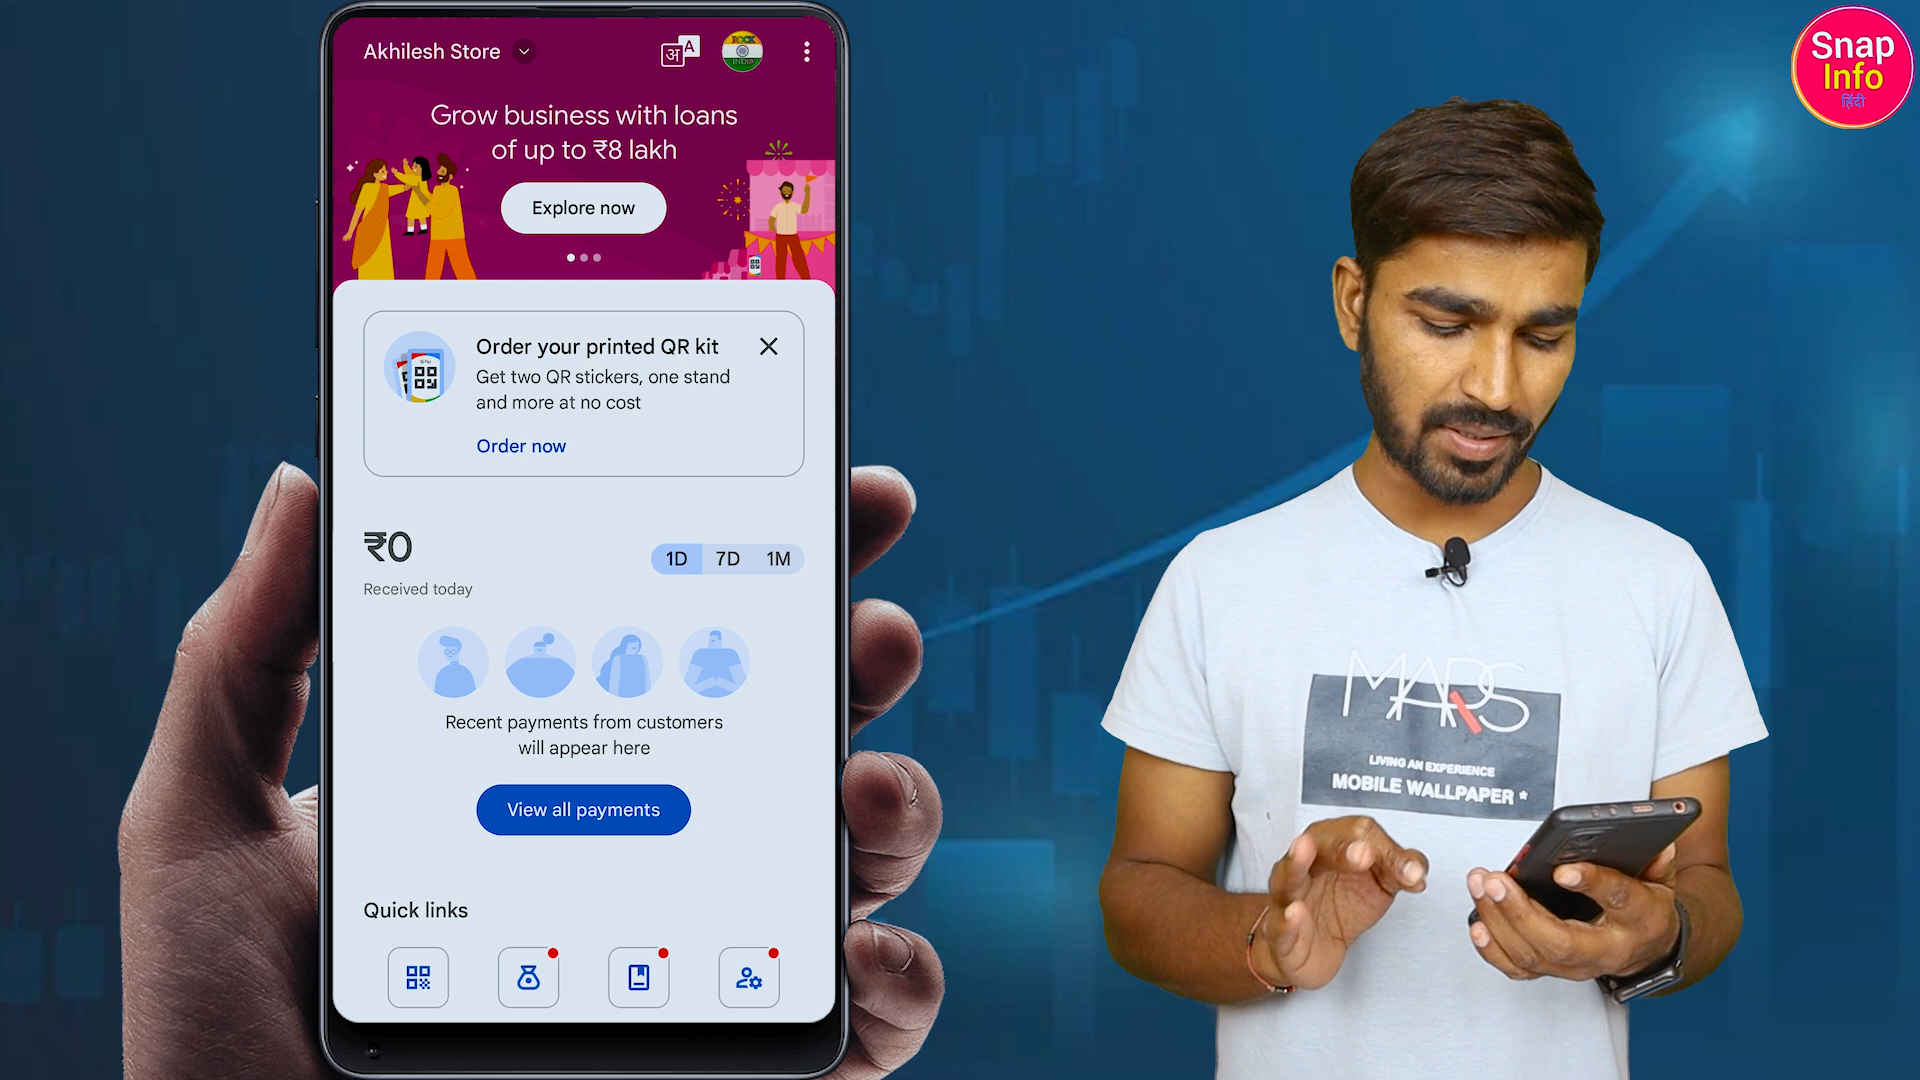 Akhilesh Store
अ A
ROCK
INDIA
Grow business with loans
of up to ₹8 lakh
Explore now
Order your printed QR kit
Get two QR stickers, one stand
and more at no cost
Order now
G Pay
₹0
1D 7D 1M
Received today
Recent payments from customers
will appear here
View all payments
Quick links
Snap
Info
हिंदी
MARS
LIVING AN EXPERIENCE
MOBILE WALLPAPER *